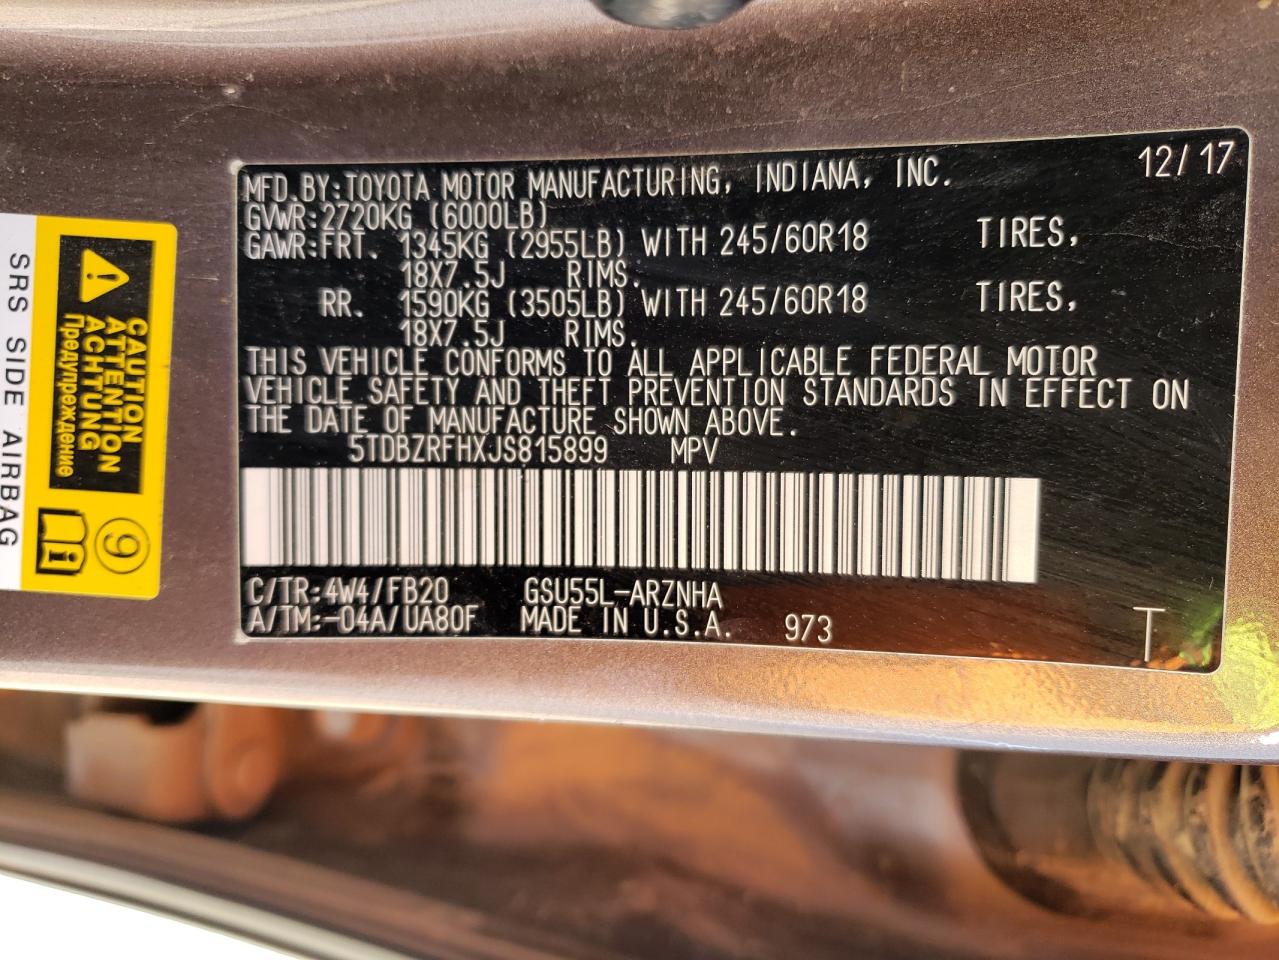 MFD.BY:TOYOTA MOTOR MANUFACTURING, INDIANA, INC. 12/17
GVWR:2720KG (6000LB)
GAWR:FRT. 1345KG (2955LB) WITH 245/60R18 TIRES,
18X7.5J RIMS.
RR. 1590KG (3505LB) WITH 245/60R18 TIRES,
18X7.5J RIMS.
THIS VEHICLE CONFORMS TO ALL APPLICABLE FEDERAL MOTOR
VEHICLE SAFETY AND THEFT PREVENTION STANDARDS IN EFFECT ON
THE DATE OF MANUFACTURE SHOWN ABOVE.
5TDBZRFHXJS815899 MPV
C/TR:4W4/FB20 GSU55L-ARZNHA
A/TM:-04A/UA80F MADE IN U.S.A. 973 T
CAUTION
ATTENTION
ACHTUNG
Предупреждение
9
i
SRS SIDE AIRBAG